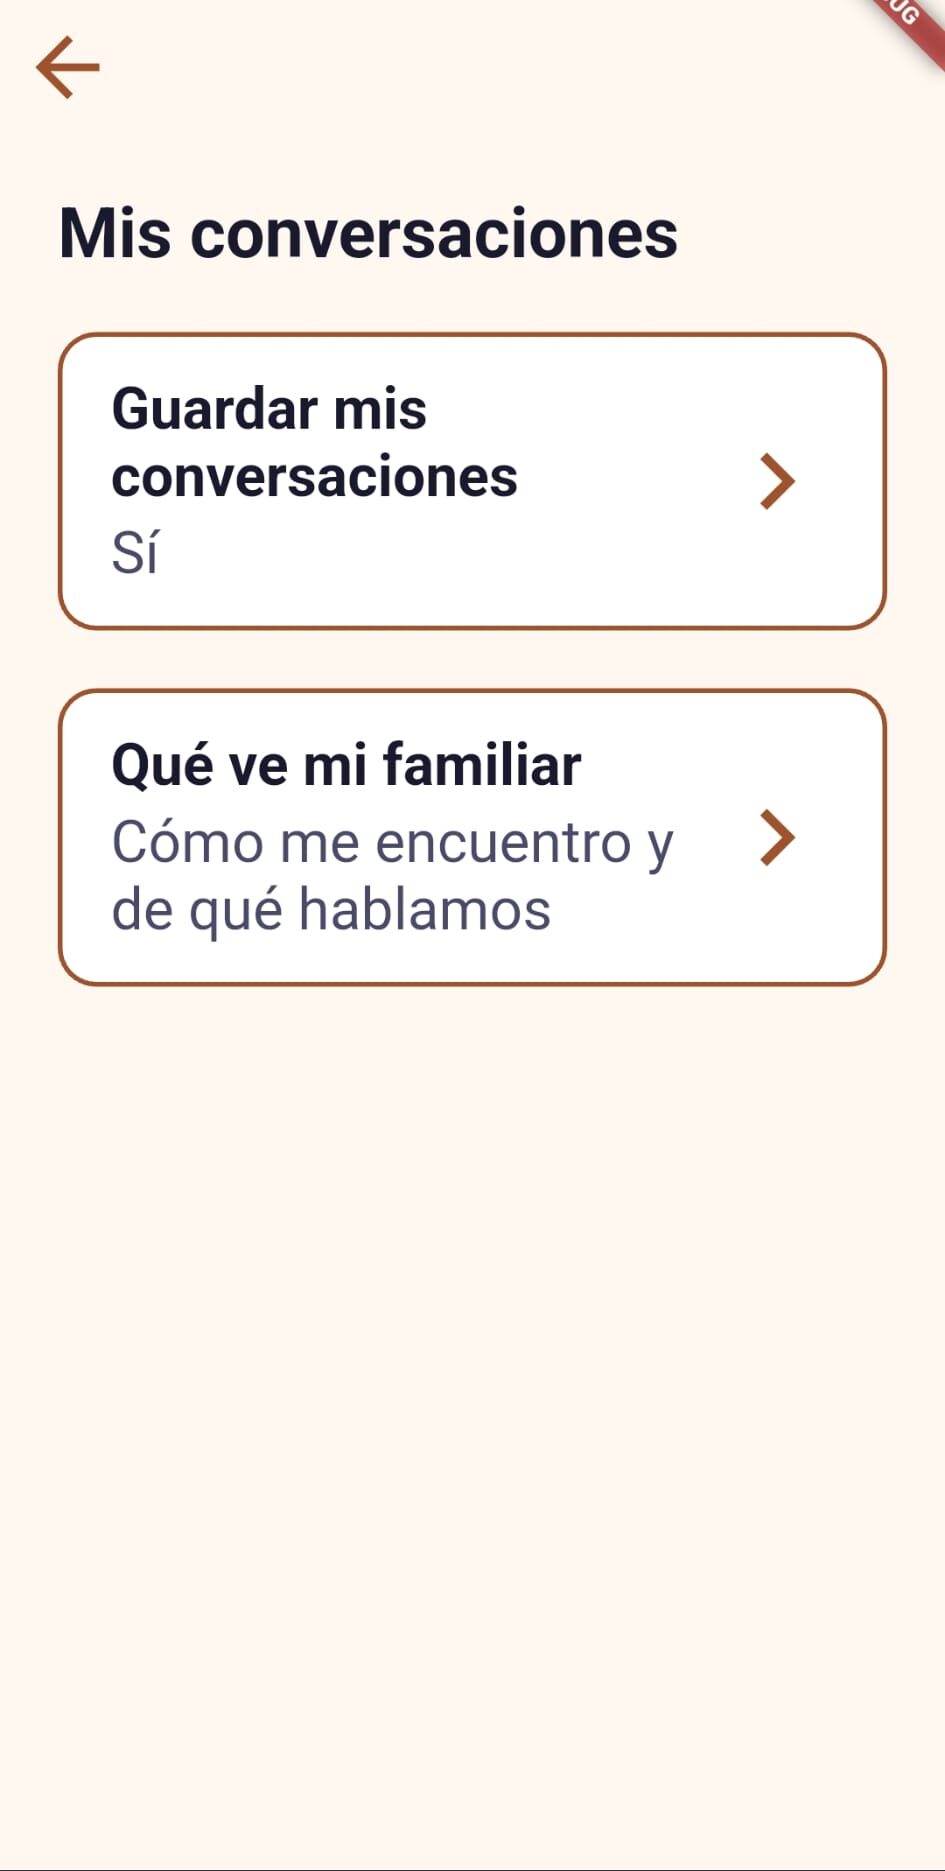 Mis conversaciones
Guardar mis
conversaciones
Sí
Qué ve mi familiar
Cómo me encuentro y
de qué hablamos